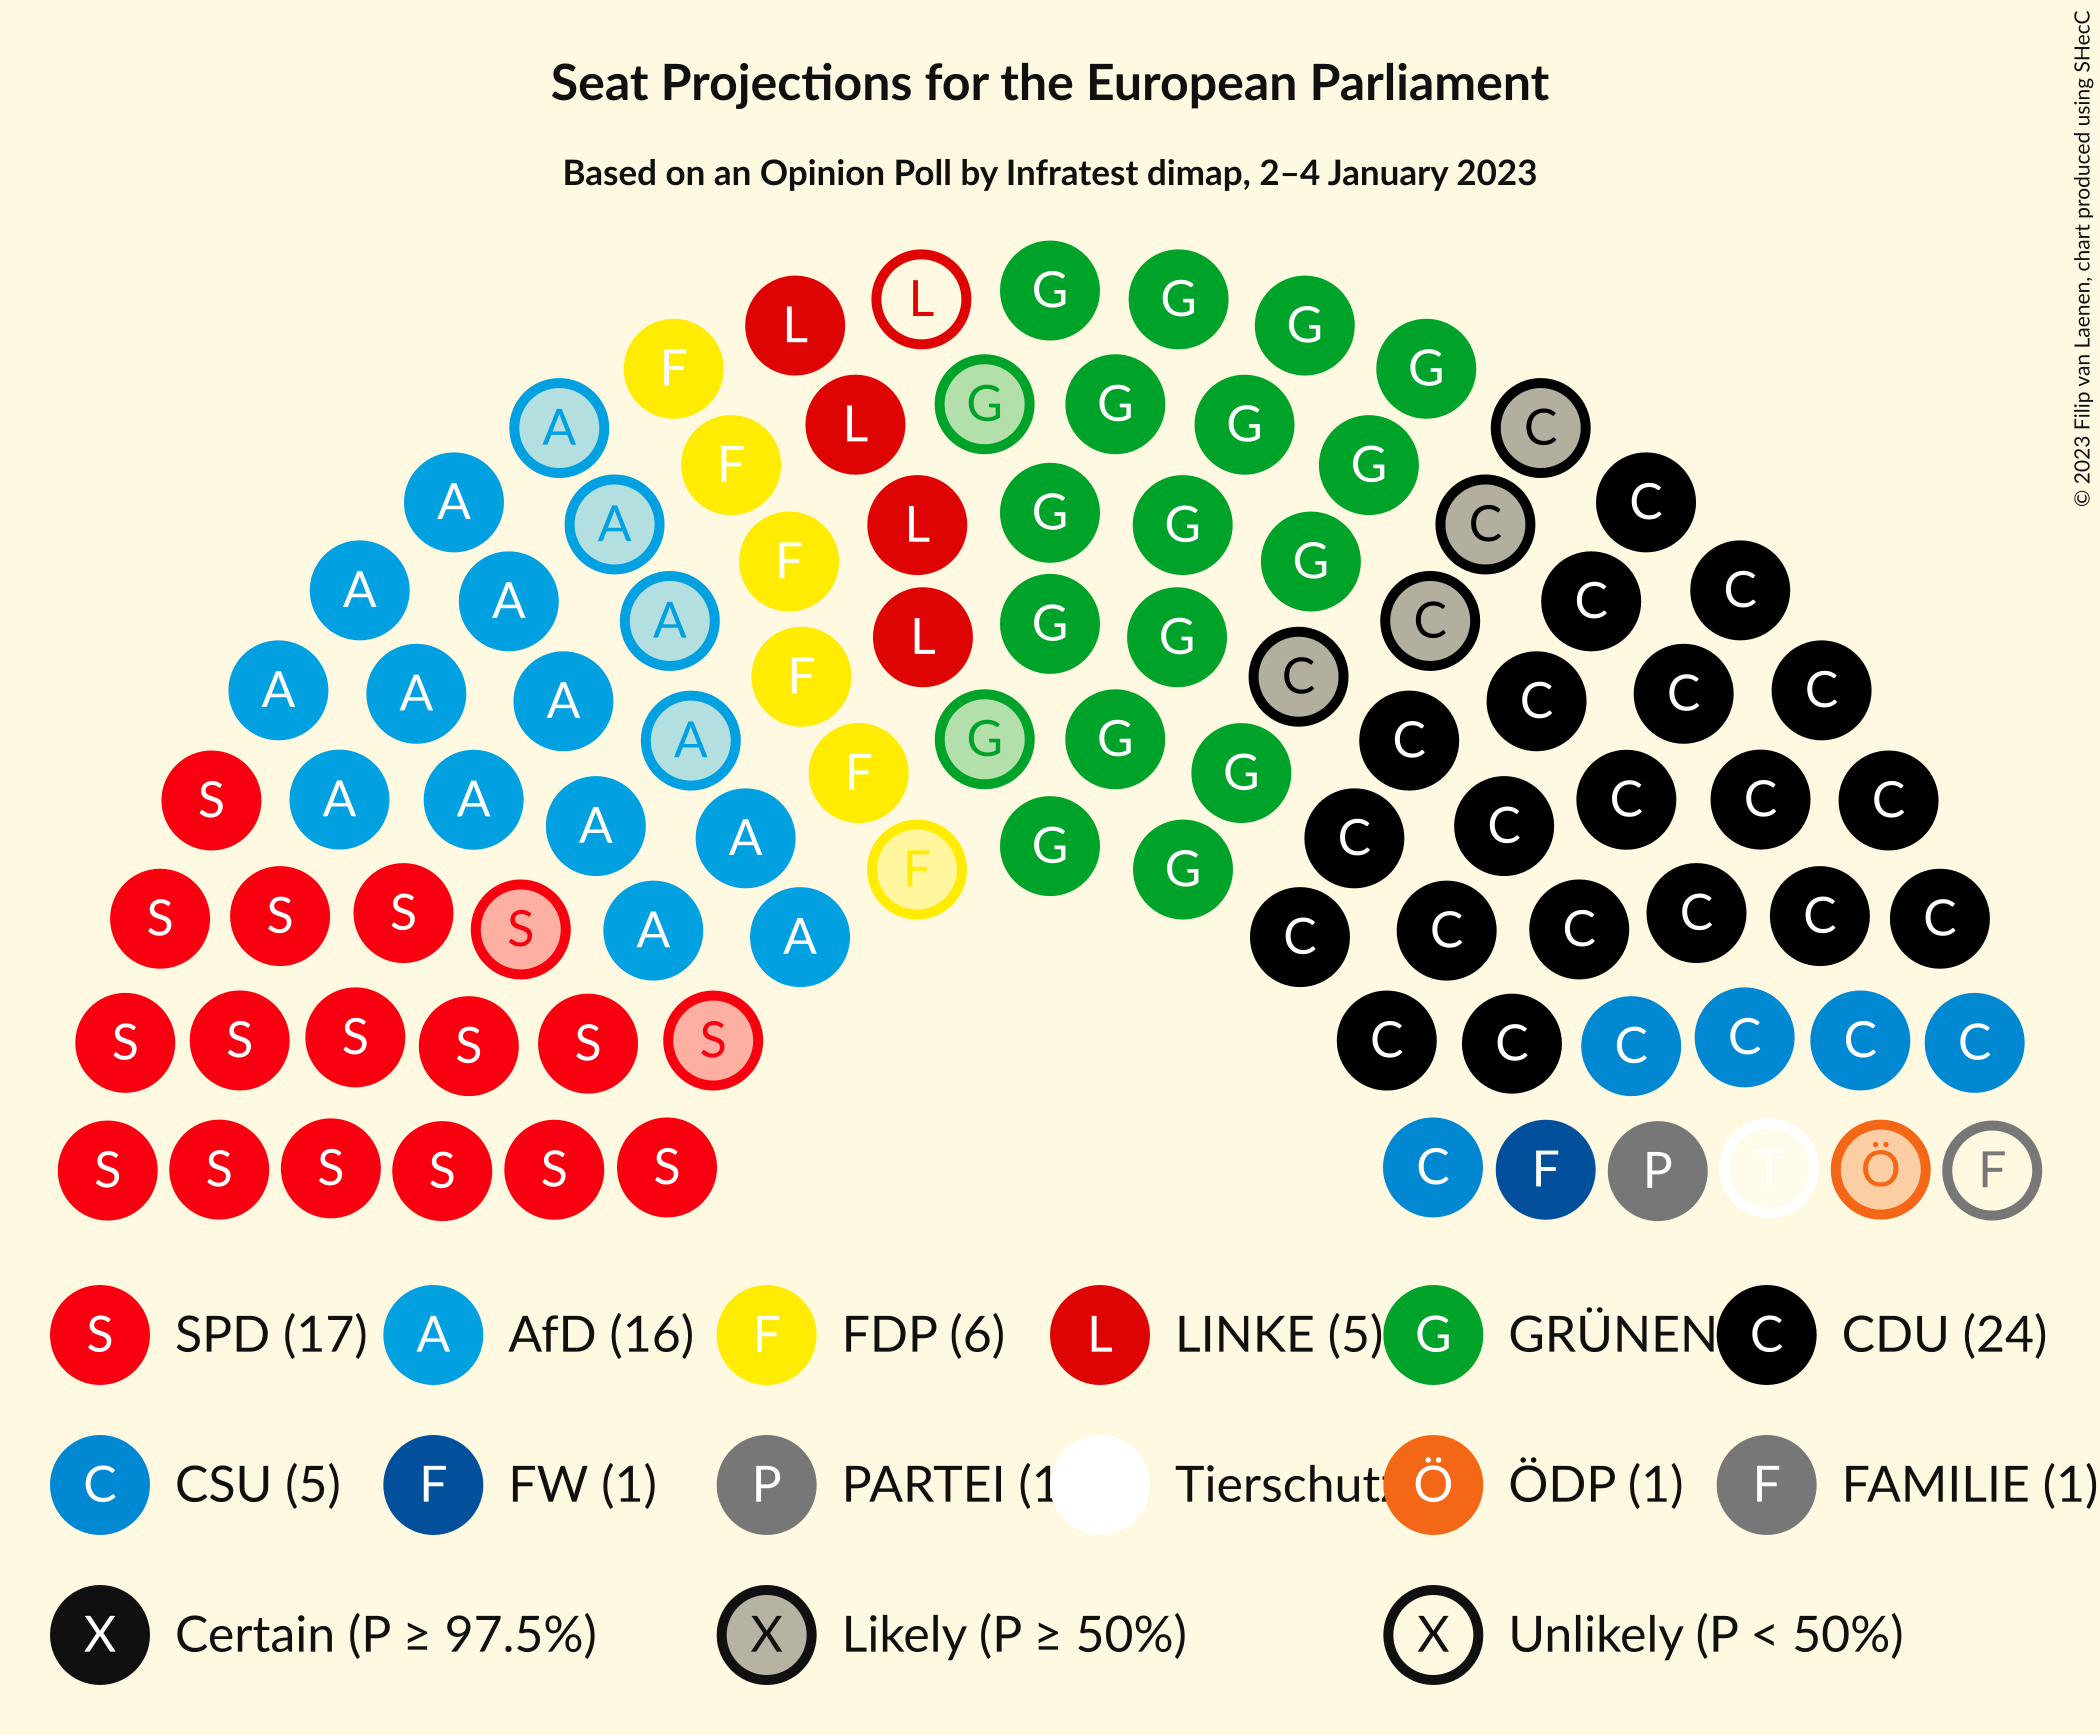 Seat Projections for the European Parliament
Based on an Opinion Poll by Infratest dimap, 2–4 January 2023
© 2023 Filip van Laenen, chart produced using SHecC
L G G G
F L G
A F L G G G G C
A A F L G G G G C C
A A A F L G G G C C C
A A A A F G G G C C C C C
S A A A A F G G C C C C C
S S S S A A C C C C C C
S S S S S S C C C C C C
S S S S S S C F P T Ö F
S SPD (17) A AfD (16) F FDP (6) L LINKE (5) G GRÜNEN C CDU (24)
C CSU (5) F FW (1) P PARTEI (1 Tierschutz Ö ÖDP (1) F FAMILIE (1)
X Certain (P ≥ 97.5%) X Likely (P ≥ 50%) X Unlikely (P < 50%)